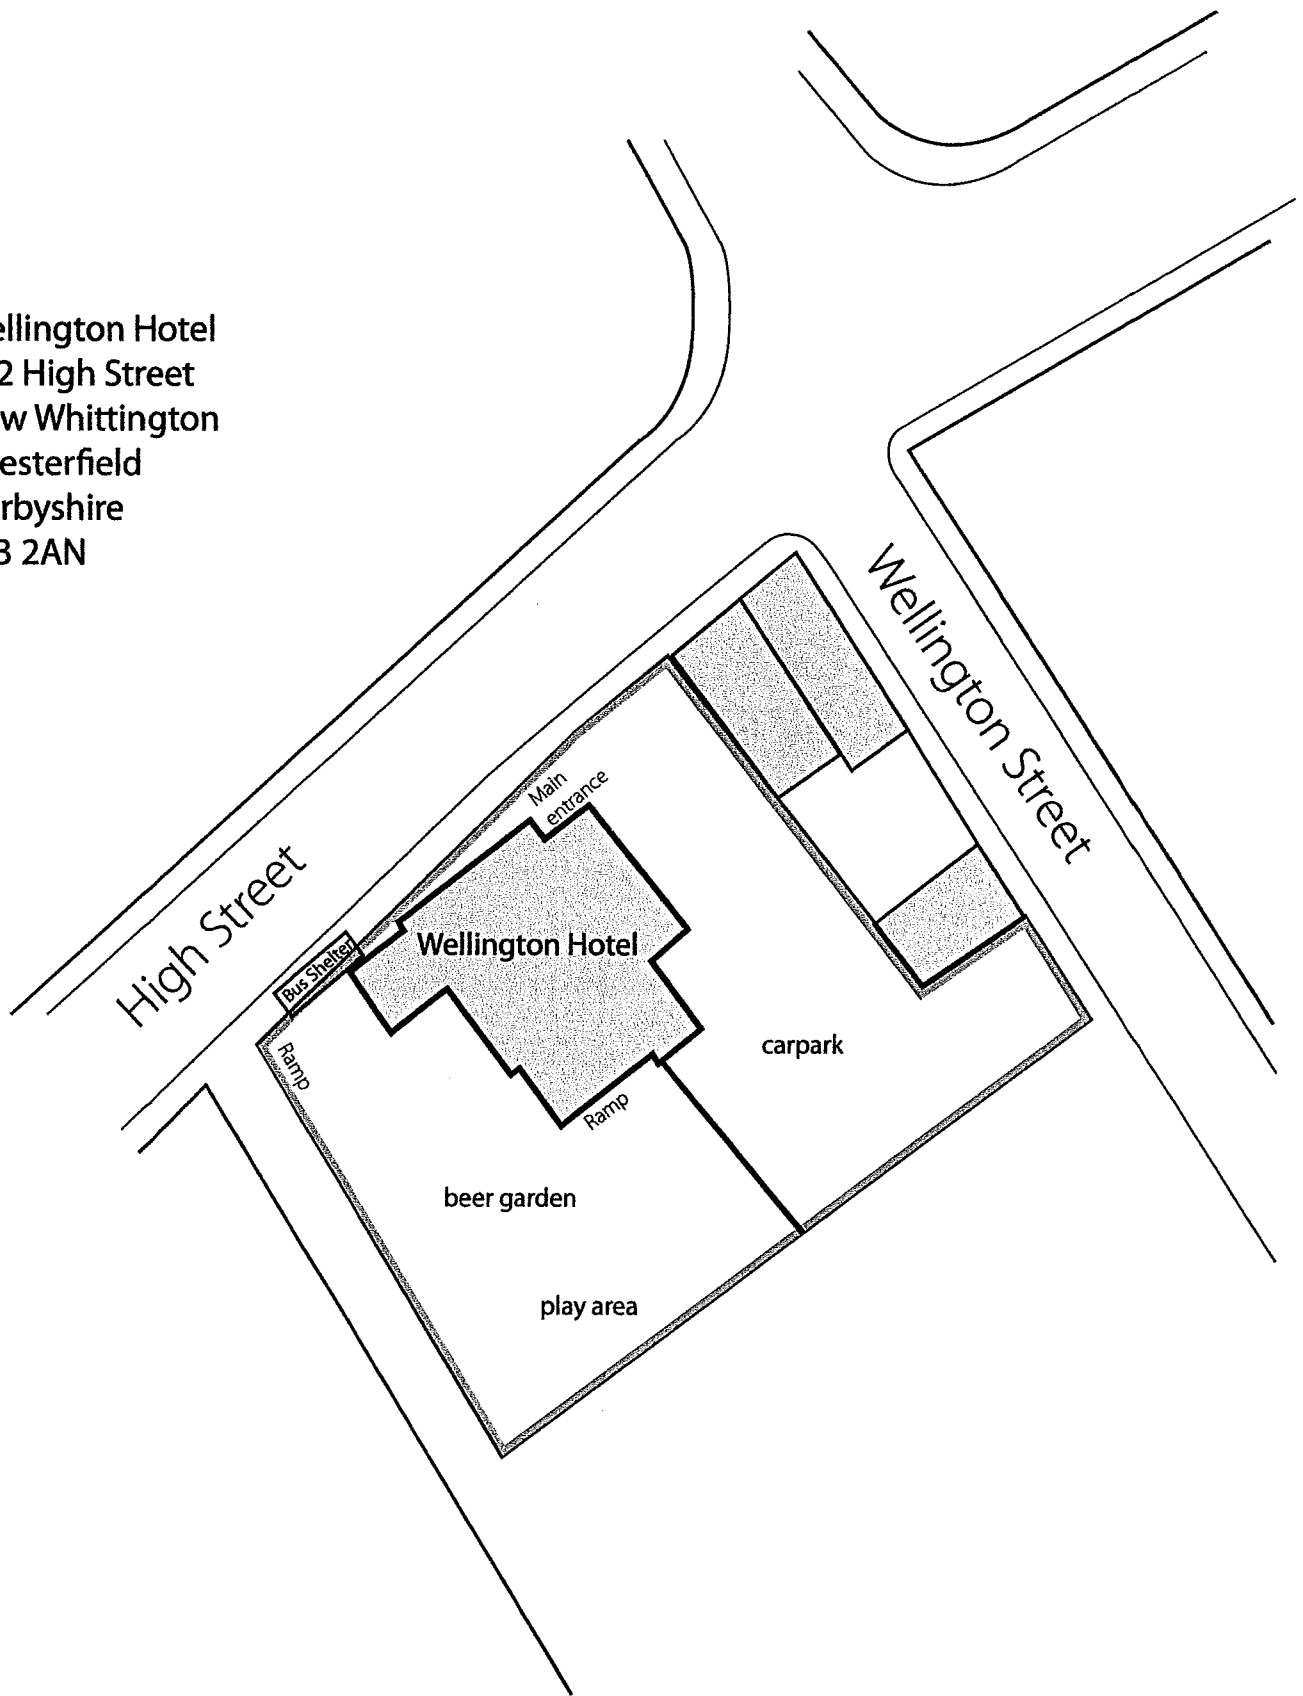 ellington Hotel
2 High Street
w Whittington
esterfield
rbyshire
3 2AN
Wellington Street
Main
entrance
High Street
Wellington Hotel
Bus Shelter
Ramp
carpark
Ramp
beer garden
play area